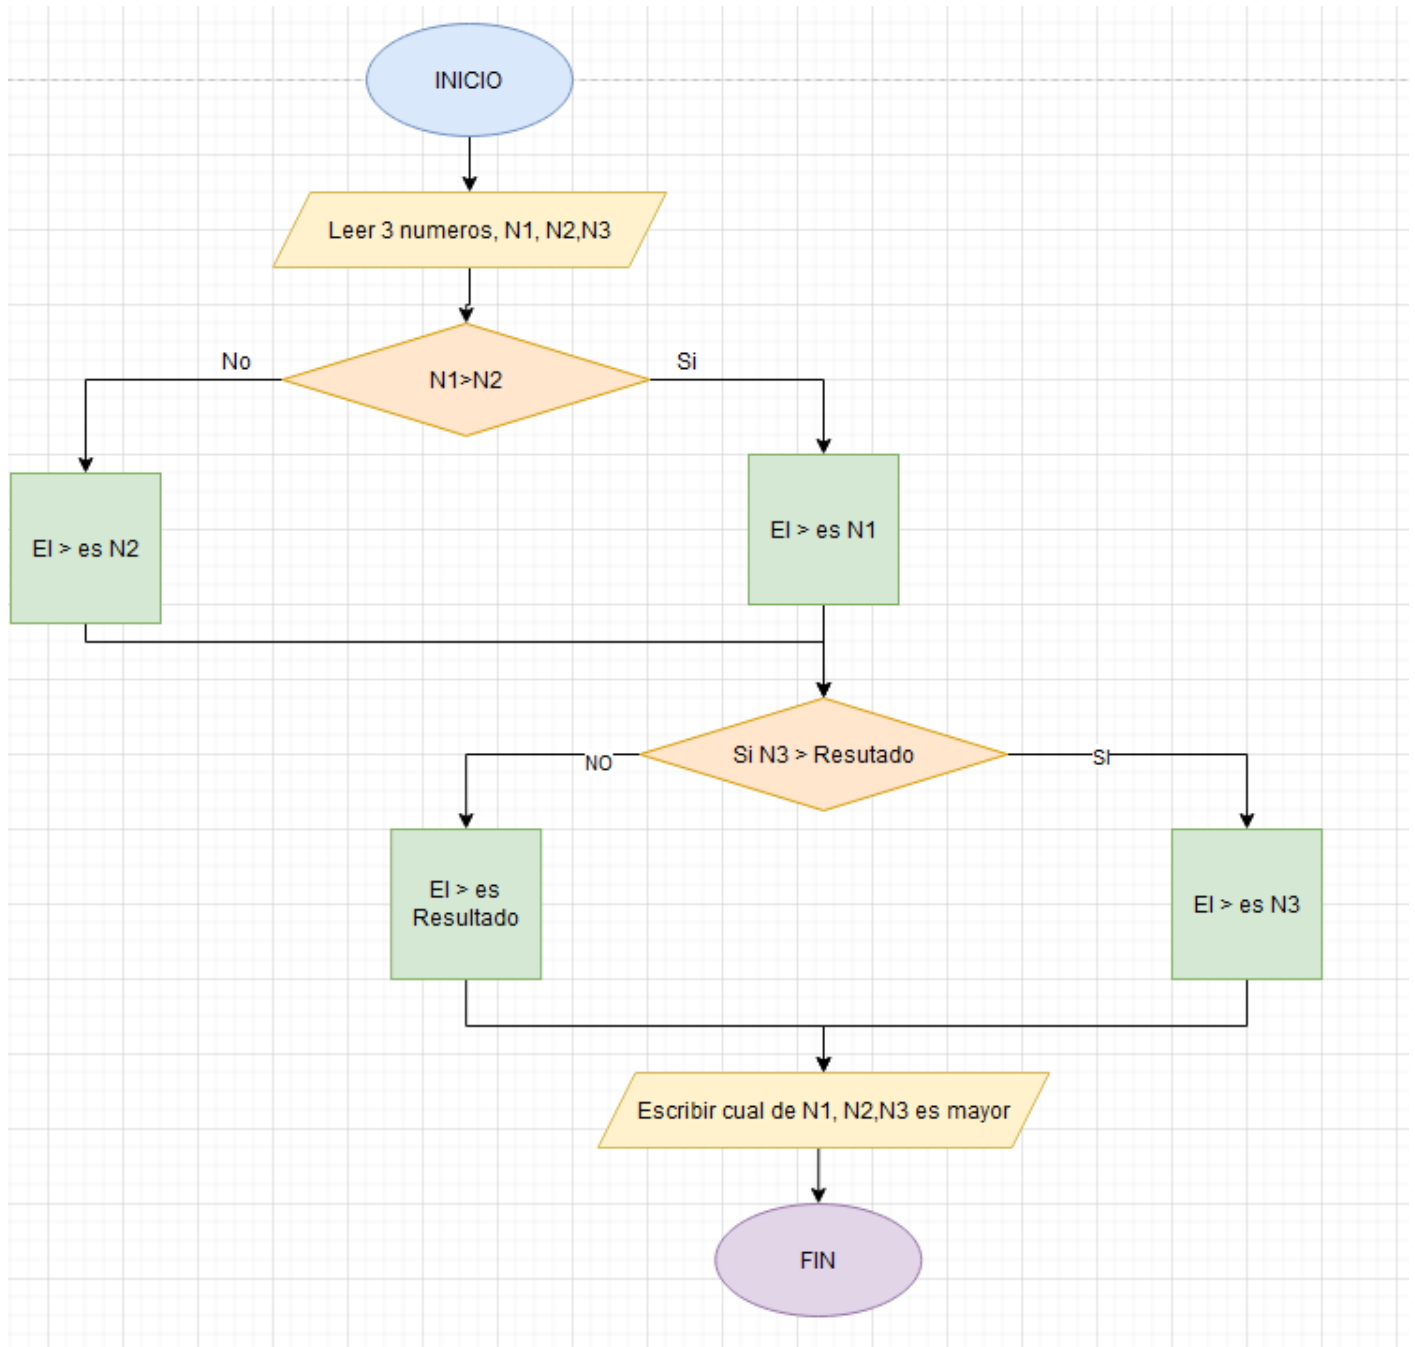 INICIO
Leer 3 numeros, N1, N2,N3
No
N1>N2
Si
El > es N2
El > es N1
NO
Si N3 > Resutado
SI
El > es
Resultado
El > es N3
Escribir cual de N1, N2,N3 es mayor
FIN